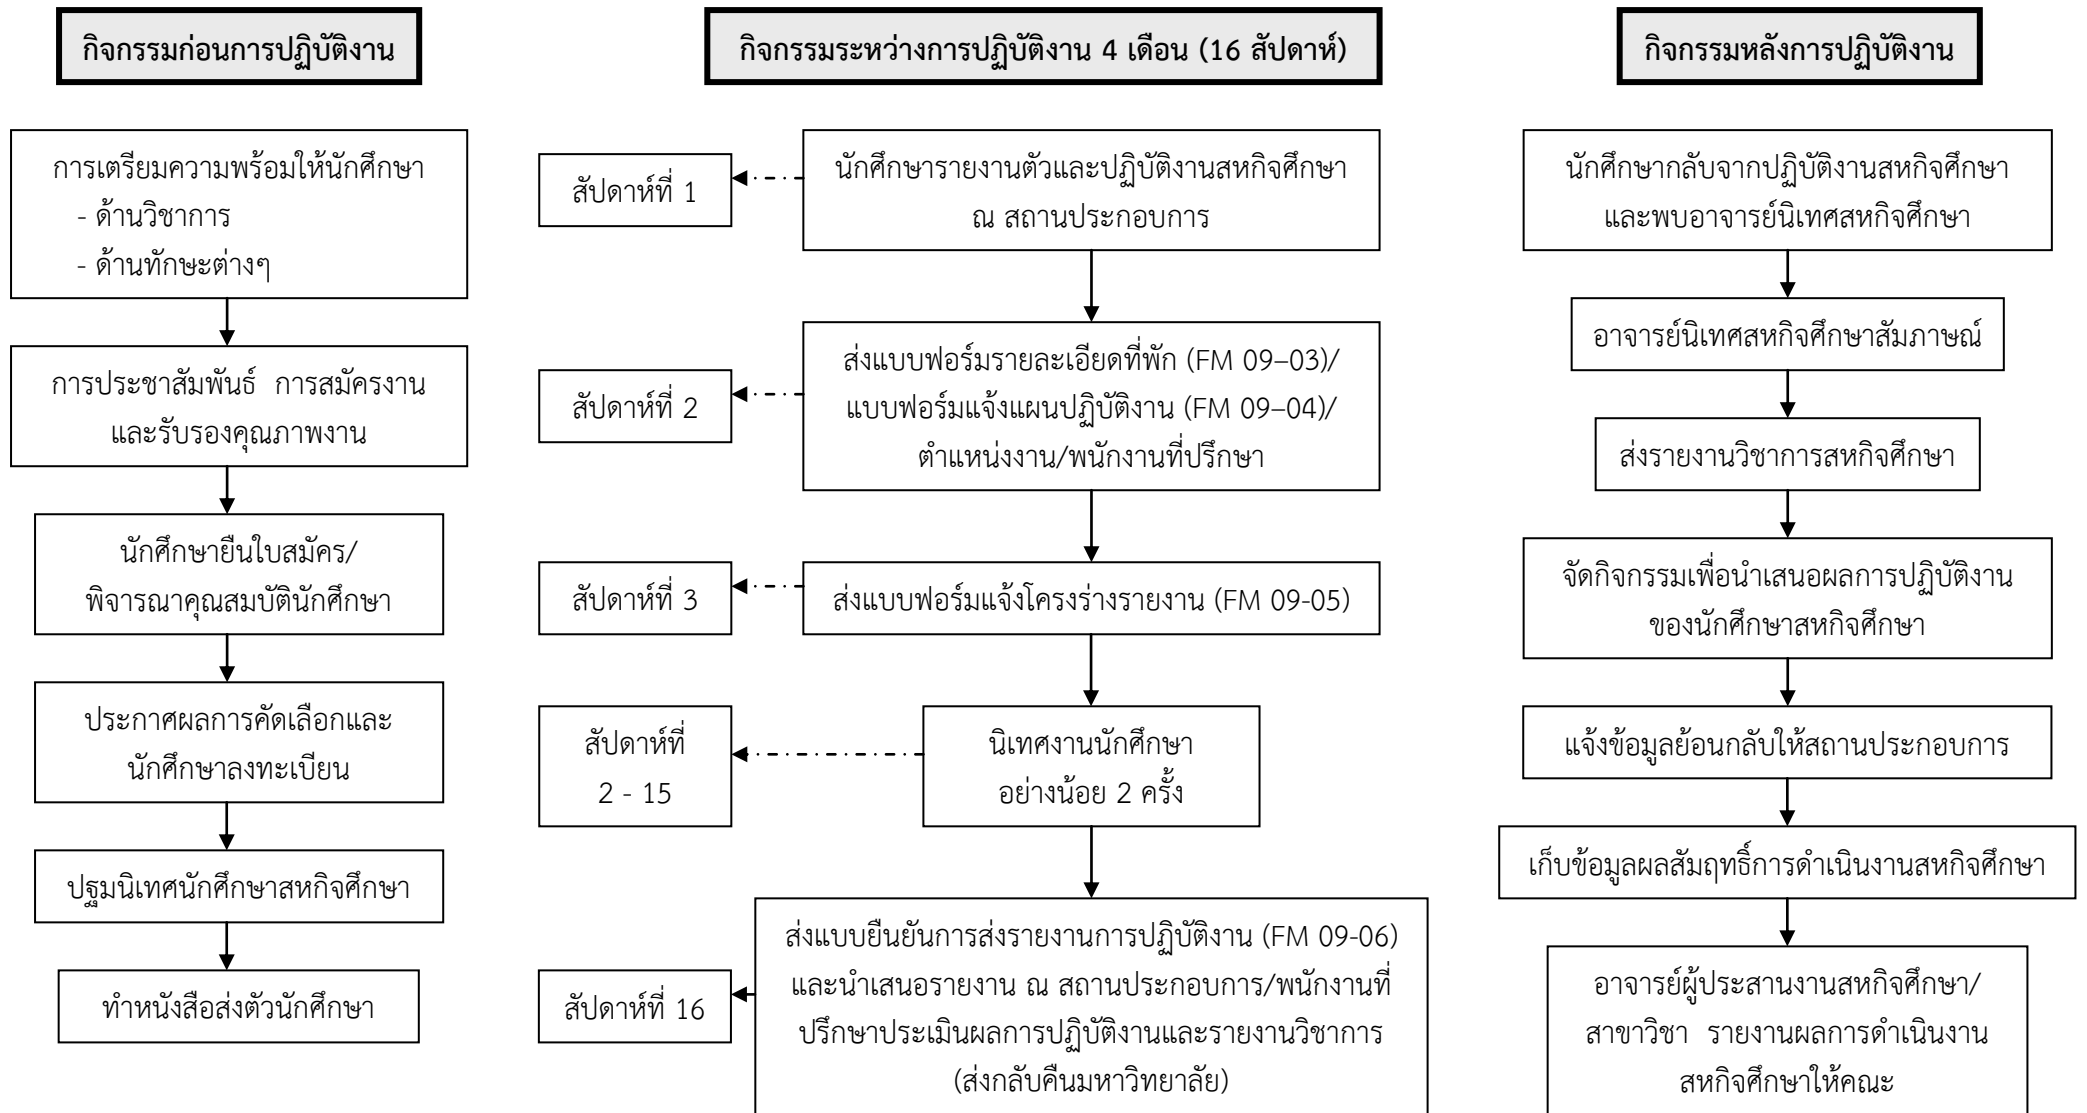 กิจกรรมก่อนการปฏิบัติงาน
การเตรียมความพร้อมให้นักศึกษา
- ด้านวิชาการ
- ด้านทักษะต่างๆ
การประชาสัมพันธ์ การสมัครงาน
และรับรองคุณภาพงาน
นักศึกษายืนใบสมัคร/
พิจารณาคุณสมบัตินักศึกษา
ประกาศผลการคัดเลือกและ
นักศึกษาลงทะเบียน
ปฐมนิเทศนักศึกษาสหกิจศึกษา
ทำหนังสือส่งตัวนักศึกษา
กิจกรรมระหว่างการปฏิบัติงาน 4 เดือน (16 สัปดาห์)
สัปดาห์ที่ 1
นักศึกษารายงานตัวและปฏิบัติงานสหกิจศึกษา
ณ สถานประกอบการ
สัปดาห์ที่ 2
ส่งแบบฟอร์มรายละเอียดที่พัก (FM 09–03)/
แบบฟอร์มแจ้งแผนปฏิบัติงาน (FM 09–04)/
ตำแหน่งงาน/พนักงานที่ปรึกษา
สัปดาห์ที่ 3
ส่งแบบฟอร์มแจ้งโครงร่างรายงาน (FM 09-05)
สัปดาห์ที่
2 - 15
นิเทศงานนักศึกษา
อย่างน้อย 2 ครั้ง
สัปดาห์ที่ 16
ส่งแบบยืนยันการส่งรายงานการปฏิบัติงาน (FM 09-06)
และนำเสนอรายงาน ณ สถานประกอบการ/พนักงานที่
ปรึกษาประเมินผลการปฏิบัติงานและรายงานวิชาการ
(ส่งกลับคืนมหาวิทยาลัย)
กิจกรรมหลังการปฏิบัติงาน
นักศึกษากลับจากปฏิบัติงานสหกิจศึกษา
และพบอาจารย์นิเทศสหกิจศึกษา
อาจารย์นิเทศสหกิจศึกษาสัมภาษณ์
ส่งรายงานวิชาการสหกิจศึกษา
จัดกิจกรรมเพื่อนำเสนอผลการปฏิบัติงาน
ของนักศึกษาสหกิจศึกษา
แจ้งข้อมูลย้อนกลับให้สถานประกอบการ
เก็บข้อมูลผลสัมฤทธิ์การดำเนินงานสหกิจศึกษา
อาจารย์ผู้ประสานงานสหกิจศึกษา/
สาขาวิชา รายงานผลการดำเนินงาน
สหกิจศึกษาให้คณะ